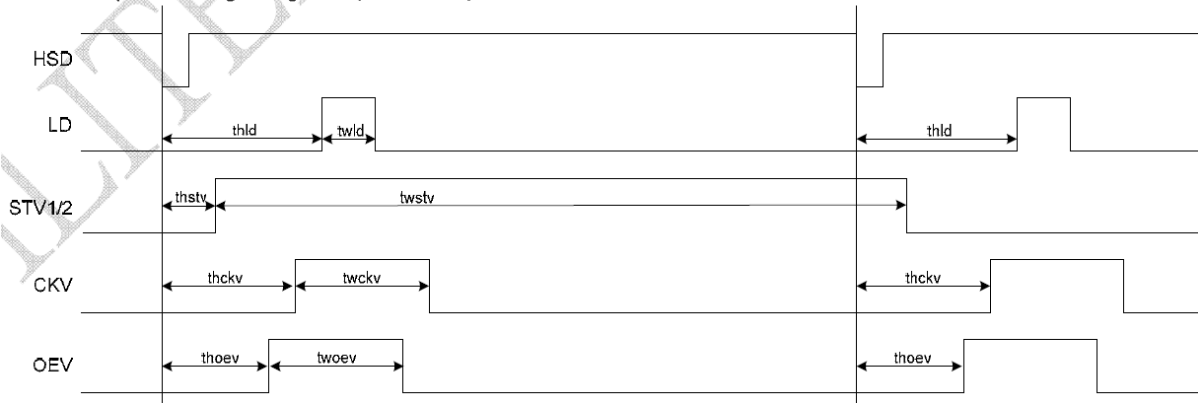 HSD
LD
thld
twld
thld
STV1/2
thstv
twstv
CKV
thckv
twckv
thckv
OEV
thoev
twoev
thoev